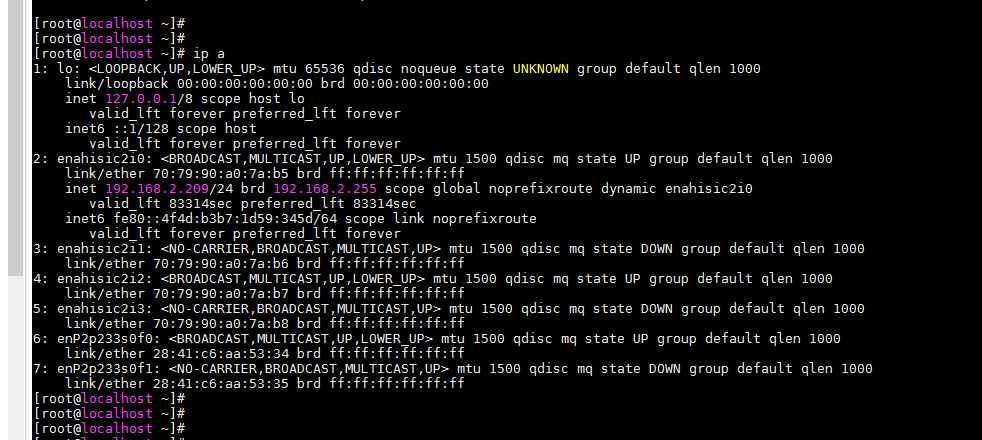 [root@localhost ~]#
[root@localhost ~]#
[root@localhost ~]# ip a
1: lo: <LOOPBACK,UP,LOWER_UP> mtu 65536 qdisc noqueue state UNKNOWN group default qlen 1000
    link/loopback 00:00:00:00:00:00 brd 00:00:00:00:00:00
    inet 127.0.0.1/8 scope host lo
       valid_lft forever preferred_lft forever
    inet6 ::1/128 scope host
       valid_lft forever preferred_lft forever
2: enahisic2i0: <BROADCAST,MULTICAST,UP,LOWER_UP> mtu 1500 qdisc mq state UP group default qlen 1000
    link/ether 70:79:90:a0:7a:b5 brd ff:ff:ff:ff:ff:ff
    inet 192.168.2.209/24 brd 192.168.2.255 scope global noprefixroute dynamic enahisic2i0
       valid_lft 83314sec preferred_lft 83314sec
    inet6 fe80::4f4d:b3b7:1d59:345d/64 scope link noprefixroute
       valid_lft forever preferred_lft forever
3: enahisic2i1: <NO-CARRIER,BROADCAST,MULTICAST,UP> mtu 1500 qdisc mq state DOWN group default qlen 1000
    link/ether 70:79:90:a0:7a:b6 brd ff:ff:ff:ff:ff:ff
4: enahisic2i2: <BROADCAST,MULTICAST,UP,LOWER_UP> mtu 1500 qdisc mq state UP group default qlen 1000
    link/ether 70:79:90:a0:7a:b7 brd ff:ff:ff:ff:ff:ff
5: enahisic2i3: <NO-CARRIER,BROADCAST,MULTICAST,UP> mtu 1500 qdisc mq state DOWN group default qlen 1000
    link/ether 70:79:90:a0:7a:b8 brd ff:ff:ff:ff:ff:ff
6: enP2p233s0f0: <BROADCAST,MULTICAST,UP,LOWER_UP> mtu 1500 qdisc mq state UP group default qlen 1000
    link/ether 28:41:c6:aa:53:34 brd ff:ff:ff:ff:ff:ff
7: enP2p233s0f1: <NO-CARRIER,BROADCAST,MULTICAST,UP> mtu 1500 qdisc mq state DOWN group default qlen 1000
    link/ether 28:41:c6:aa:53:35 brd ff:ff:ff:ff:ff:ff
[root@localhost ~]#
[root@localhost ~]#
[root@localhost ~]#